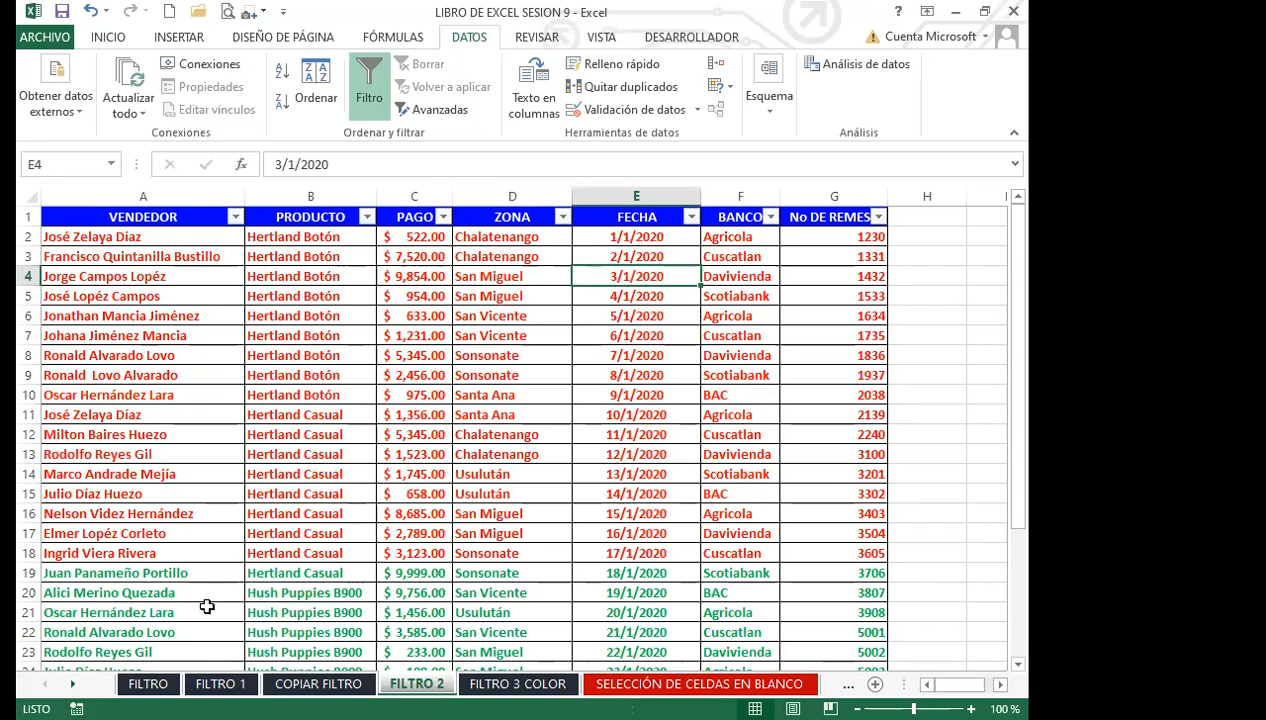 LIBRO DE EXCEL SESION 9 - Excel
?
ARCHIVO INICIO INSERTAR DISEÑO DE PÁGINA FÓRMULAS DATOS REVISAR VISTA DESARROLLADOR Cuenta Microsoft
Obtener datos externos
Actualizar todo
Conexiones
Propiedades
Editar vínculos
Ordenar
Filtro
Borrar
Volver a aplicar
Avanzadas
Texto en columnas
Relleno rápido
Quitar duplicados
Validación de datos
Esquema
Análisis de datos
Conexiones Ordenar y filtrar Herramientas de datos Análisis
E4 fx 3/1/2020
A B C D E F G H I
1 VENDEDOR PRODUCTO PAGO ZONA FECHA BANCO No DE REMES
2 José Zelaya Díaz Hertland Botón $ 522.00 Chalatenango 1/1/2020 Agricola 1230
3 Francisco Quintanilla Bustillo Hertland Botón $ 7,520.00 Chalatenango 2/1/2020 Cuscatlan 1331
4 Jorge Campos Lopéz Hertland Botón $ 9,854.00 San Miguel 3/1/2020 Davivienda 1432
5 José Lopéz Campos Hertland Botón $ 954.00 San Miguel 4/1/2020 Scotiabank 1533
6 Jonathan Mancia Jiménez Hertland Botón $ 633.00 San Vicente 5/1/2020 Agricola 1634
7 Johana Jiménez Mancia Hertland Botón $ 1,231.00 San Vicente 6/1/2020 Cuscatlan 1735
8 Ronald Alvarado Lovo Hertland Botón $ 5,345.00 Sonsonate 7/1/2020 Davivienda 1836
9 Ronald Lovo Alvarado Hertland Botón $ 2,456.00 Sonsonate 8/1/2020 Scotiabank 1937
10 Oscar Hernández Lara Hertland Botón $ 975.00 Santa Ana 9/1/2020 BAC 2038
11 José Zelaya Díaz Hertland Casual $ 1,356.00 Santa Ana 10/1/2020 Agricola 2139
12 Milton Baires Huezo Hertland Casual $ 5,345.00 Chalatenango 11/1/2020 Cuscatlan 2240
13 Rodolfo Reyes Gil Hertland Casual $ 1,523.00 Chalatenango 12/1/2020 Davivienda 3100
14 Marco Andrade Mejía Hertland Casual $ 1,745.00 Usulután 13/1/2020 Scotiabank 3201
15 Julio Díaz Huezo Hertland Casual $ 658.00 Usulután 14/1/2020 BAC 3302
16 Nelson Videz Hernández Hertland Casual $ 8,685.00 San Miguel 15/1/2020 Agricola 3403
17 Elmer Lopéz Corleto Hertland Casual $ 2,789.00 San Miguel 16/1/2020 Davivienda 3504
18 Ingrid Viera Rivera Hertland Casual $ 3,123.00 Sonsonate 17/1/2020 Cuscatlan 3605
19 Juan Panameño Portillo Hertland Casual $ 9,999.00 Sonsonate 18/1/2020 Scotiabank 3706
20 Alici Merino Quezada Hush Puppies B900 $ 9,756.00 San Vicente 19/1/2020 BAC 3807
21 Oscar Hernández Lara Hush Puppies B900 $ 1,456.00 Usulután 20/1/2020 Agricola 3908
22 Ronald Alvarado Lovo Hush Puppies B900 $ 3,585.00 San Vicente 21/1/2020 Cuscatlan 5001
23 Rodolfo Reyes Gil Hush Puppies B900 $ 233.00 San Miguel 22/1/2020 Davivienda 5002
FILTRO FILTRO 1 COPIAR FILTRO FILTRO 2 FILTRO 3 COLOR SELECCIÓN DE CELDAS EN BLANCO ...
LISTO 100 %